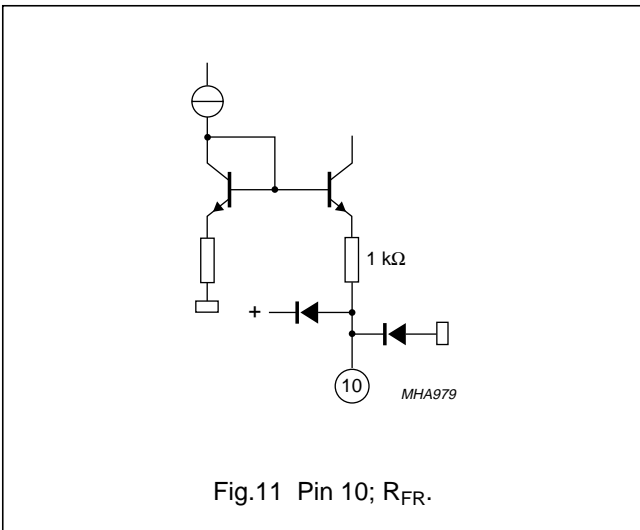 1 kΩ
+
10
MHA979
Fig.11 Pin 10; RFR.